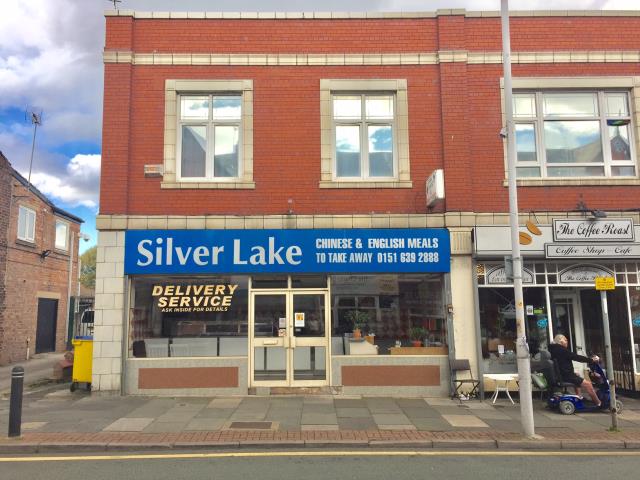 Silver Lake
CHINESE & ENGLISH MEALS
TO TAKE AWAY 0151 639 2888
DELIVERY
SERVICE
ASK INSIDE FOR DETAILS
The Coffee Roast
Coffee Shop - Cafe